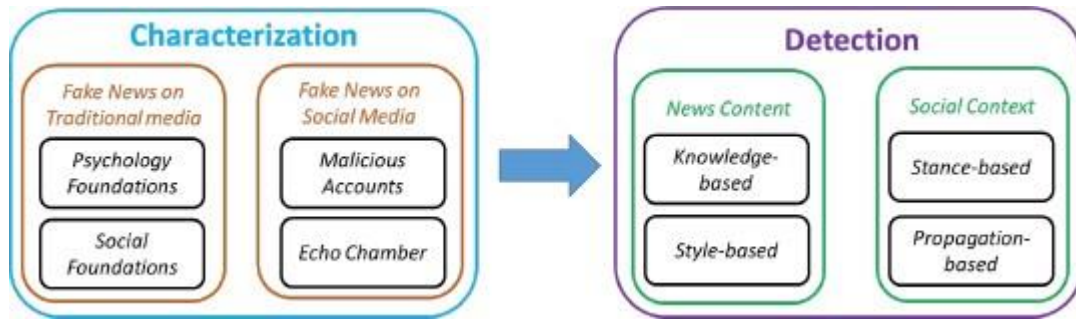 Characterization
Fake News on
Traditional media
Psychology
Foundations
Social
Foundations
Fake News on
Social Media
Malicious
Accounts
Echo Chamber
Detection
News Content
Knowledge-
based
Style-based
Social Context
Stance-based
Propagation-
based